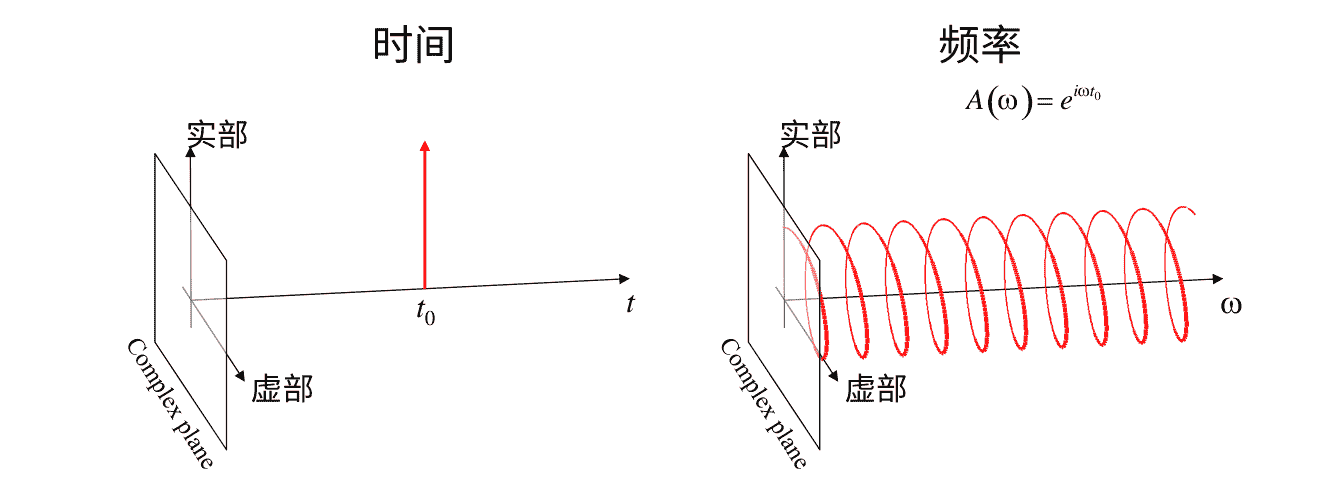 时间
实部
t₀
t
虚部
Complex plane
频率
A(ω) = e^{iωt₀}
实部
ω
虚部
Complex plane